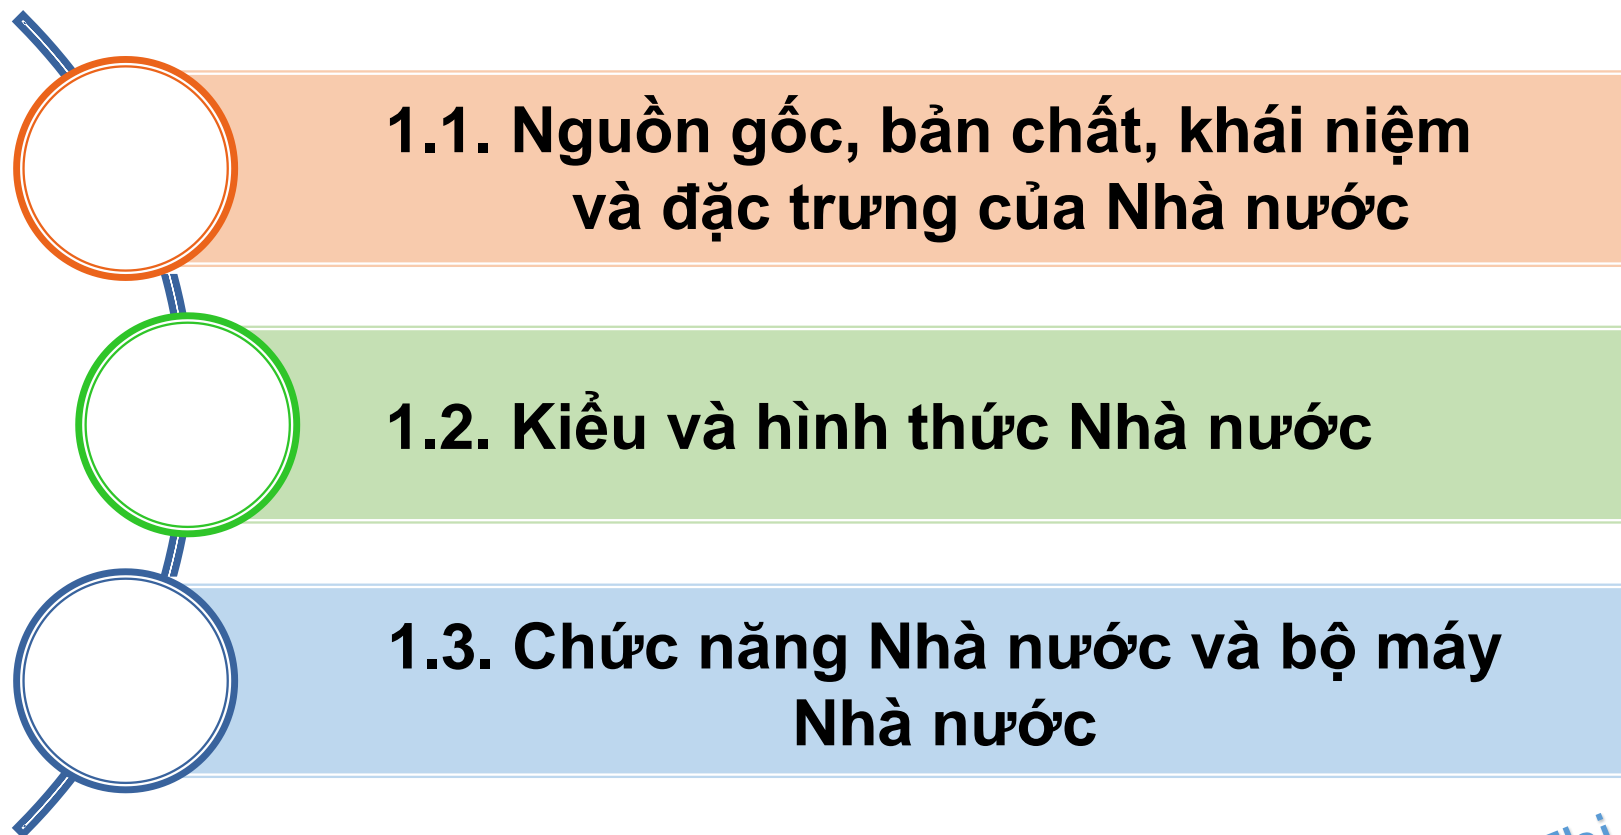 1.1. Nguồn gốc, bản chất, khái niệm
và đặc trưng của Nhà nước
1.2. Kiểu và hình thức Nhà nước
1.3. Chức năng Nhà nước và bộ máy
Nhà nước